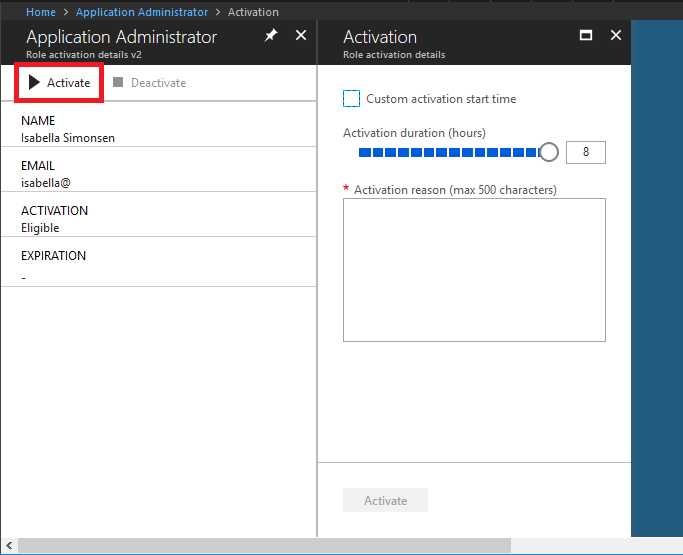 Home > Application Administrator > Activation
Application Administrator
Role activation details v2
Activate
Deactivate
NAME
Isabella Simonsen
EMAIL
isabella@
ACTIVATION
Eligible
EXPIRATION
-
Activation
Role activation details
Custom activation start time
Activation duration (hours)
8
* Activation reason (max 500 characters)
Activate